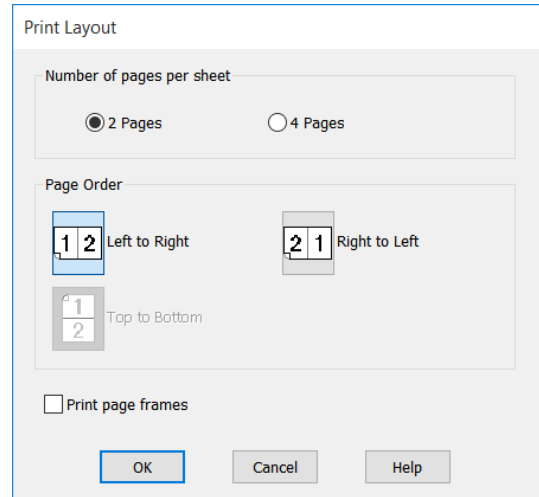 Print Layout
Number of pages per sheet
2 Pages 4 Pages
Page Order
1 2 Left to Right 2 1 Right to Left
1
2 Top to Bottom
Print page frames
OK Cancel Help